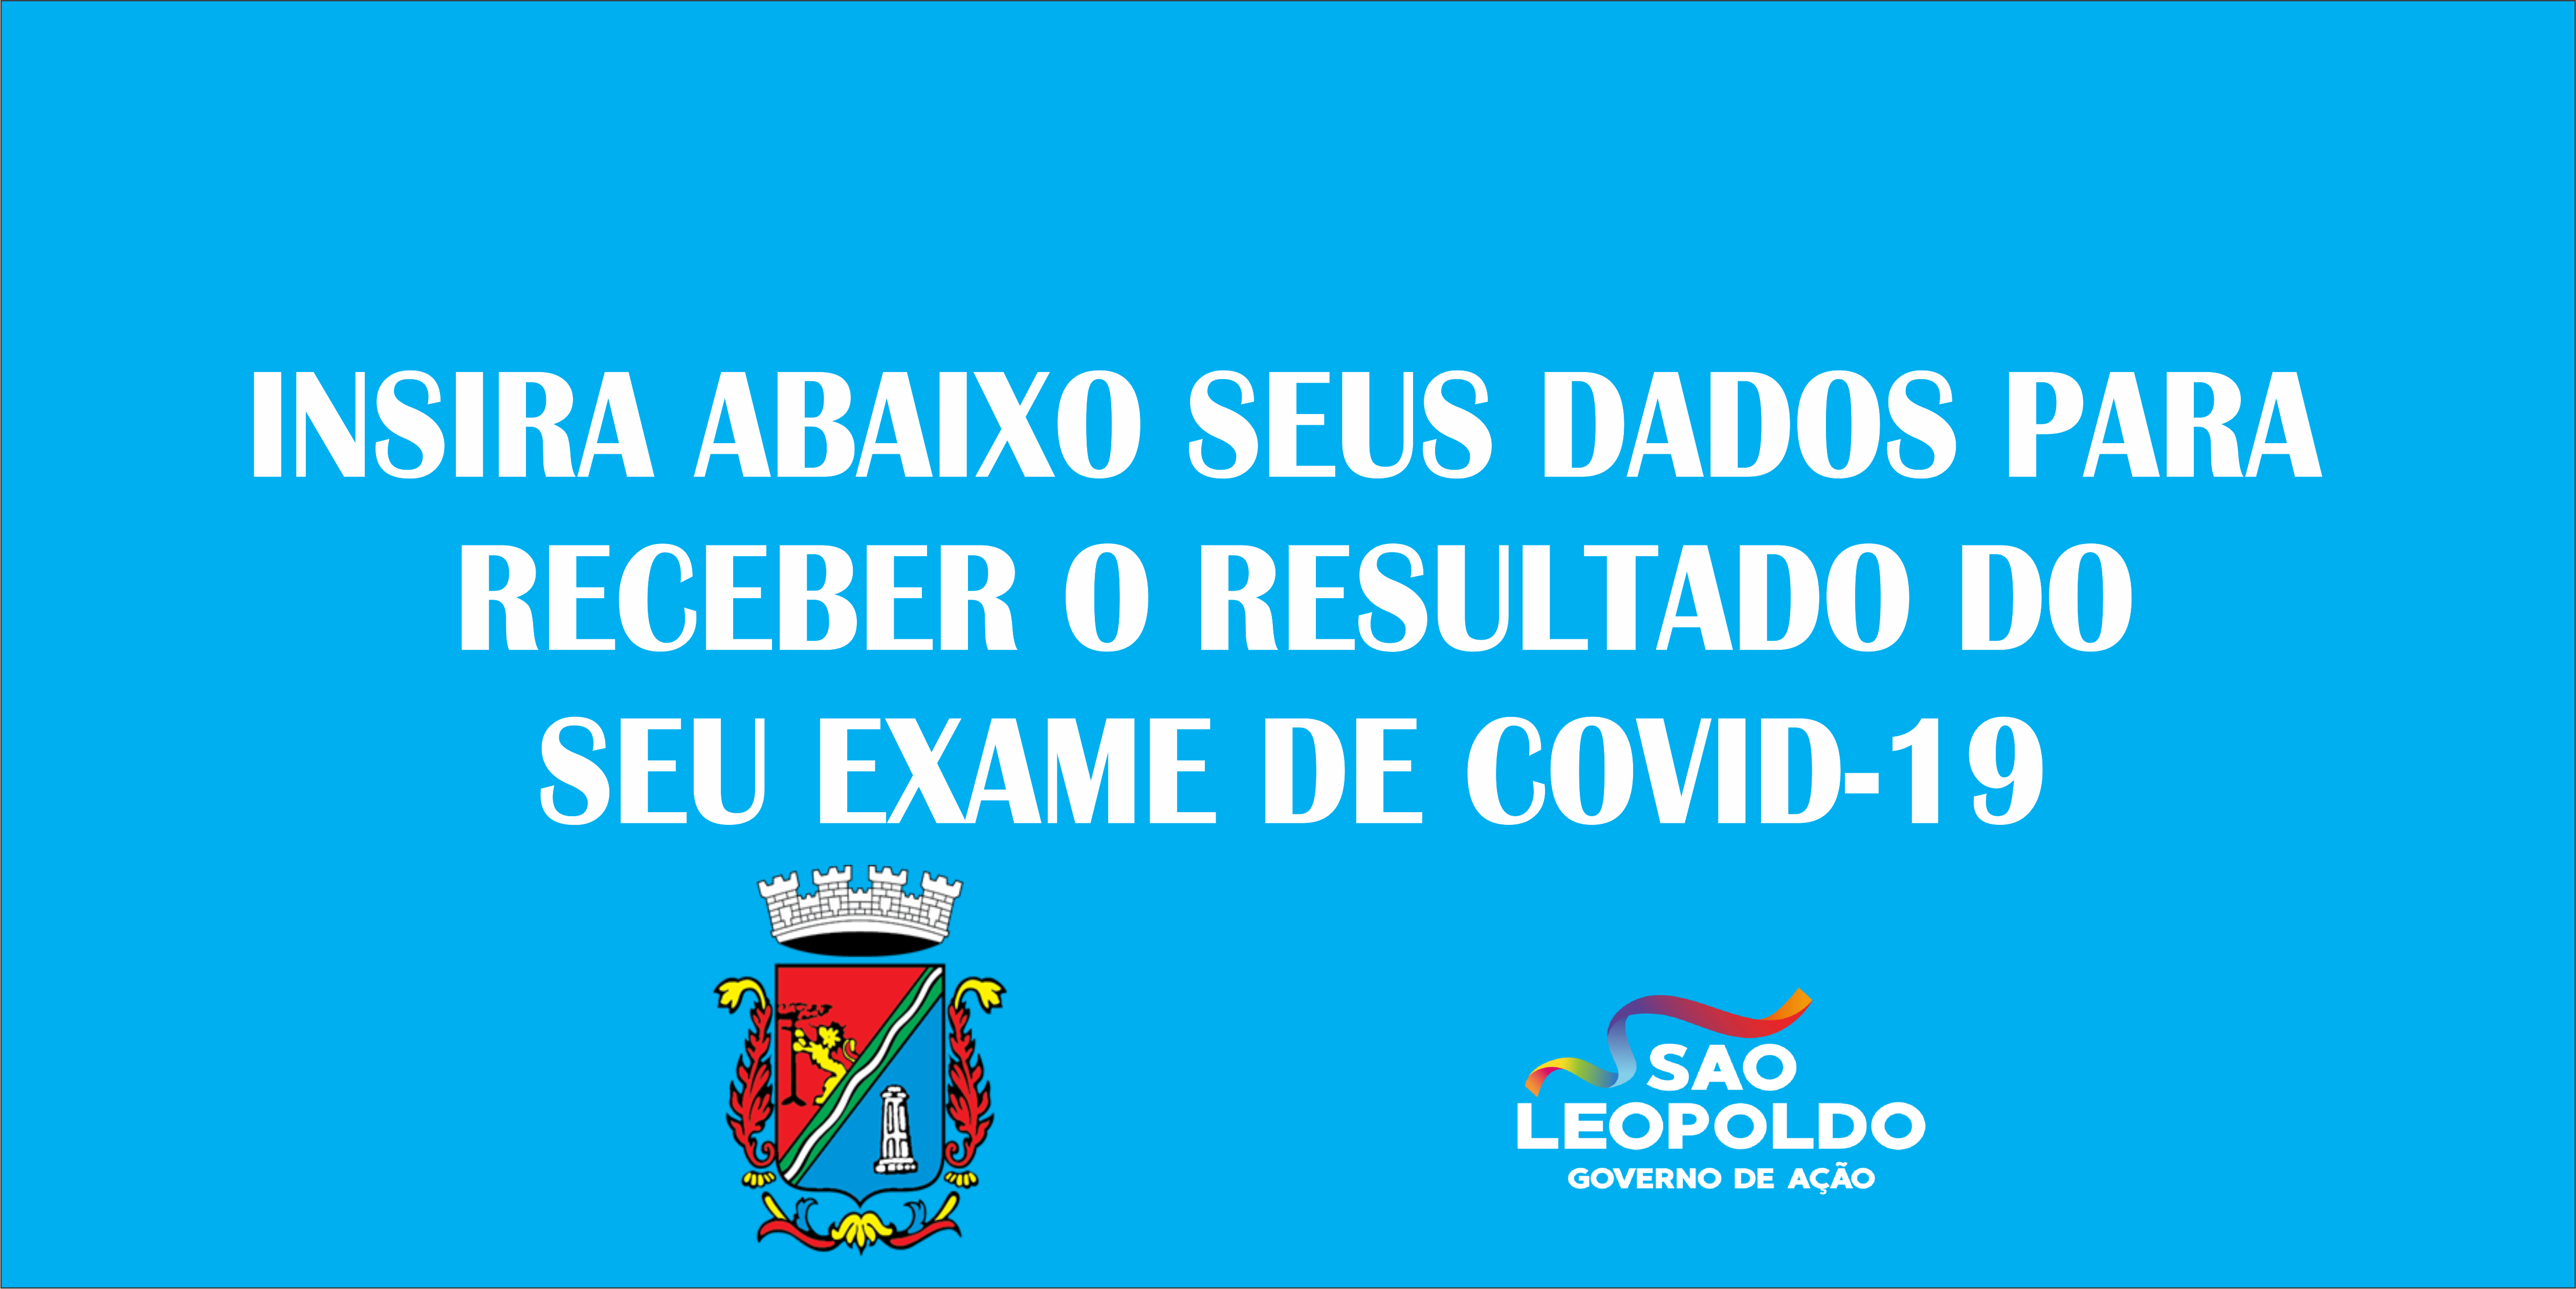 INSIRA ABAIXO SEUS DADOS PARA
RECEBER O RESULTADO DO
SEU EXAME DE COVID-19
SAO
LEOPOLDO
GOVERNO DE AÇÃO